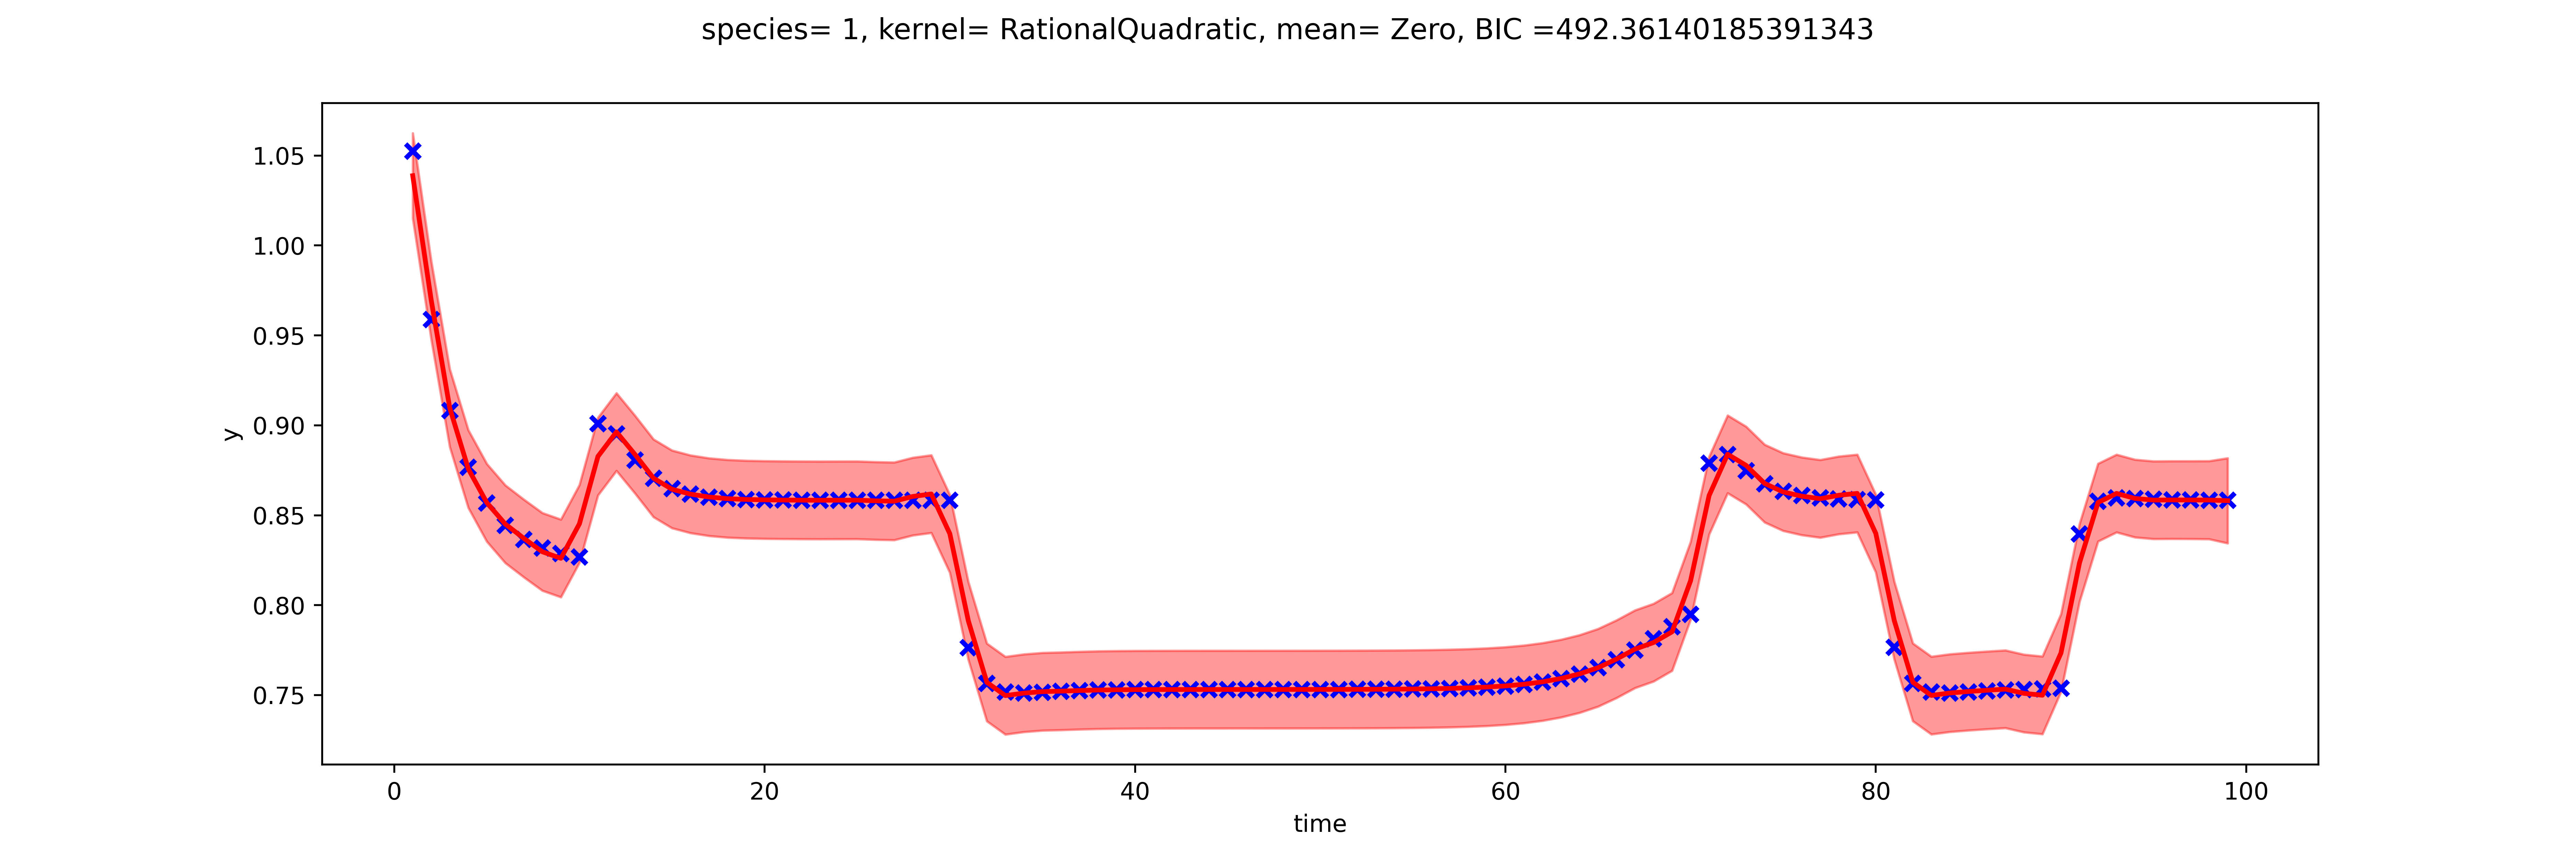 species= 1, kernel= RationalQuadratic, mean= Zero, BIC =492.36140185391343
1.05
1.00
0.95
0.90
0.85
0.80
0.75
y
0 20 40 60 80 100
time